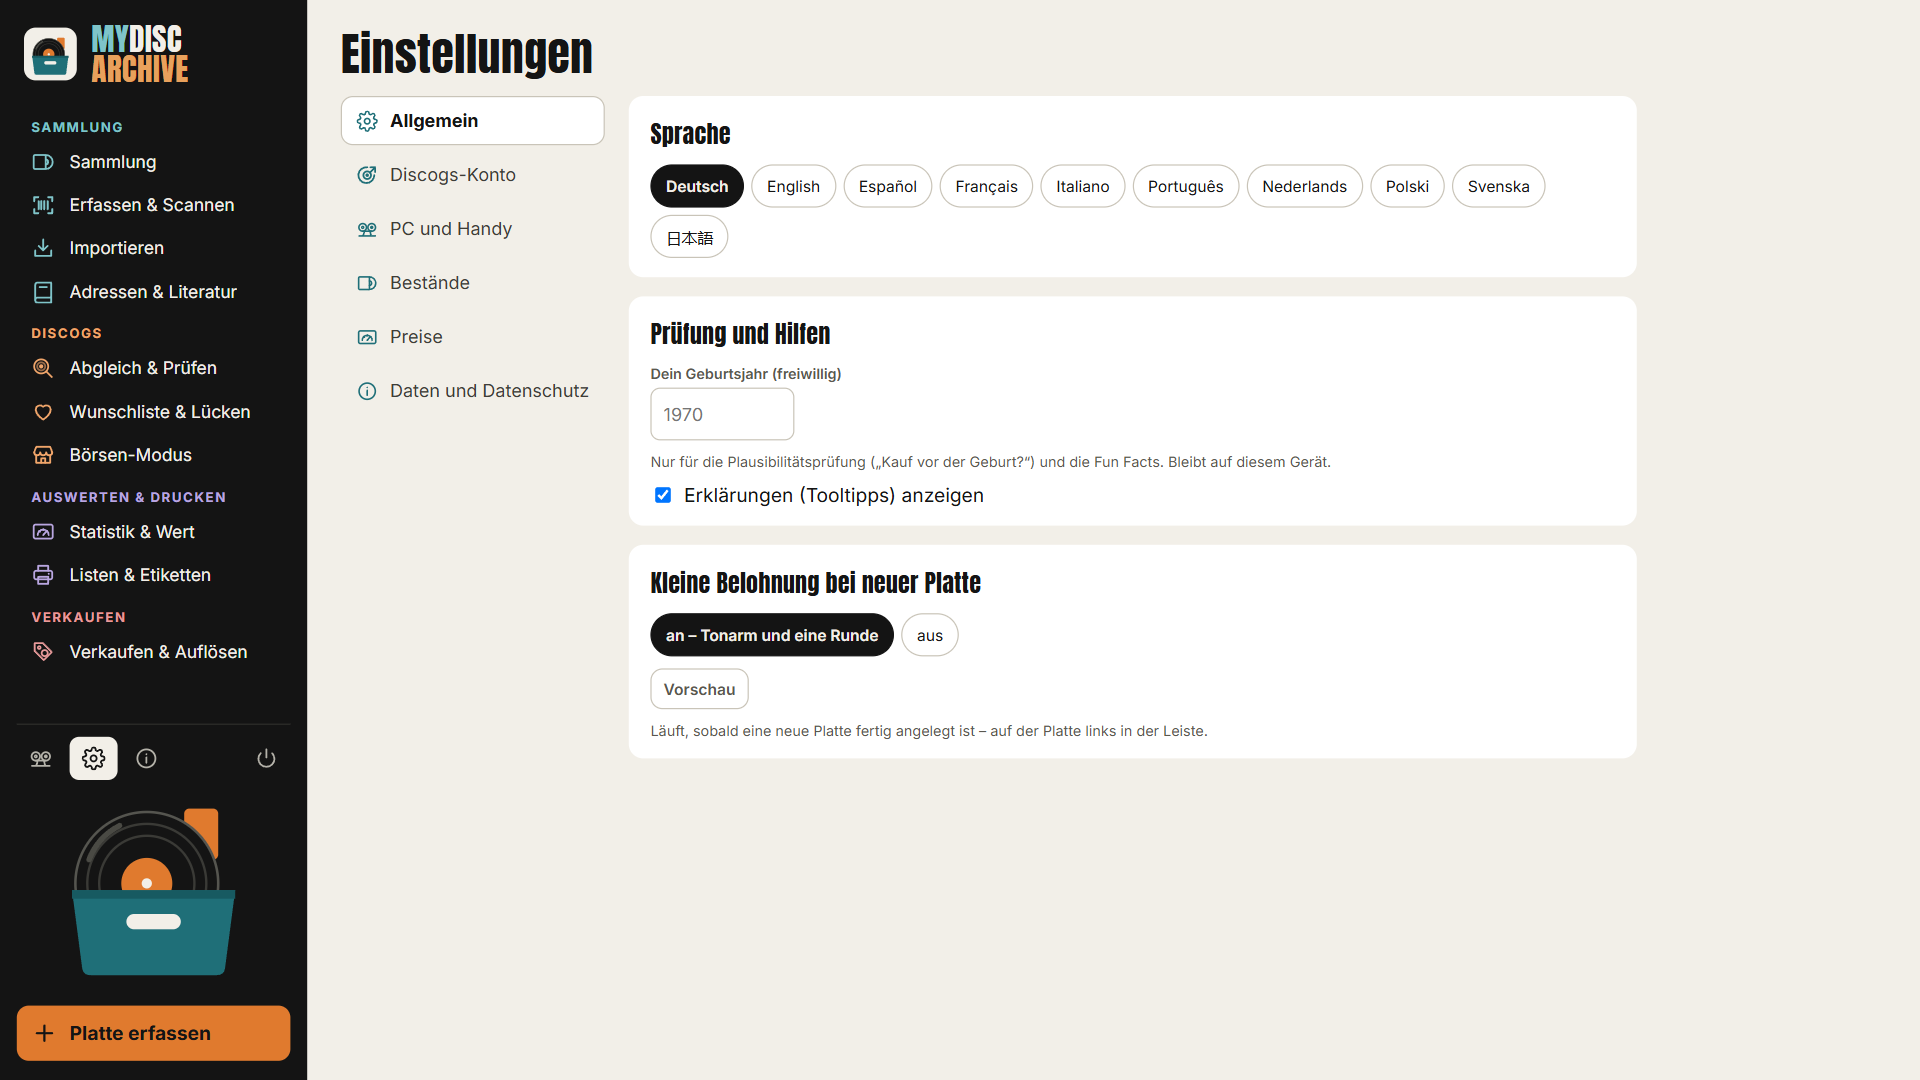 MYDISC
ARCHIVE
SAMMLUNG
Sammlung
Erfassen & Scannen
Importieren
Adressen & Literatur
DISCOGS
Abgleich & Prüfen
Wunschliste & Lücken
Börsen-Modus
AUSWERTEN & DRUCKEN
Statistik & Wert
Listen & Etiketten
VERKAUFEN
Verkaufen & Auflösen
Platte erfassen
Einstellungen
Allgemein
Discogs-Konto
PC und Handy
Bestände
Preise
Daten und Datenschutz
Sprache
Deutsch English Español Français Italiano Português Nederlands Polski Svenska
日本語
Prüfung und Hilfen
Dein Geburtsjahr (freiwillig)
1970
Nur für die Plausibilitätsprüfung („Kauf vor der Geburt?“) und die Fun Facts. Bleibt auf diesem Gerät.
Erklärungen (Tooltipps) anzeigen
Kleine Belohnung bei neuer Platte
an – Tonarm und eine Runde aus
Vorschau
Läuft, sobald eine neue Platte fertig angelegt ist – auf der Platte links in der Leiste.